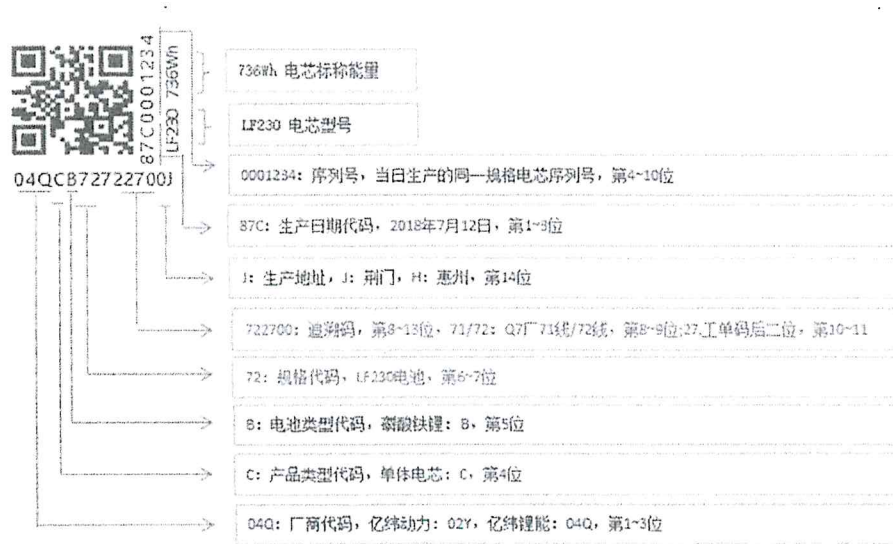 87C0001234
LF230 736Wh
04QCB72722700J
736Wh 电芯标称能量
LF230 电芯型号
0001234: 序列号，当日生产的同一规格电芯序列号，第4~10位
87C: 生产日期代码，2018年7月12日，第1~3位
J: 生产地址，J: 荆门，H: 惠州，第14位
722700: 追溯码，第8~13位，71/72: Q7厂71线/72线，第8~9位;27.工单码后二位，第10~11
72: 规格代码，LF230电池，第6~7位
B: 电池类型代码，磷酸铁锂: B，第5位
C: 产品类型代码，单体电芯: C，第4位
04Q: 厂商代码，亿纬动力: 02Y，亿纬锂能: 04Q，第1~3位